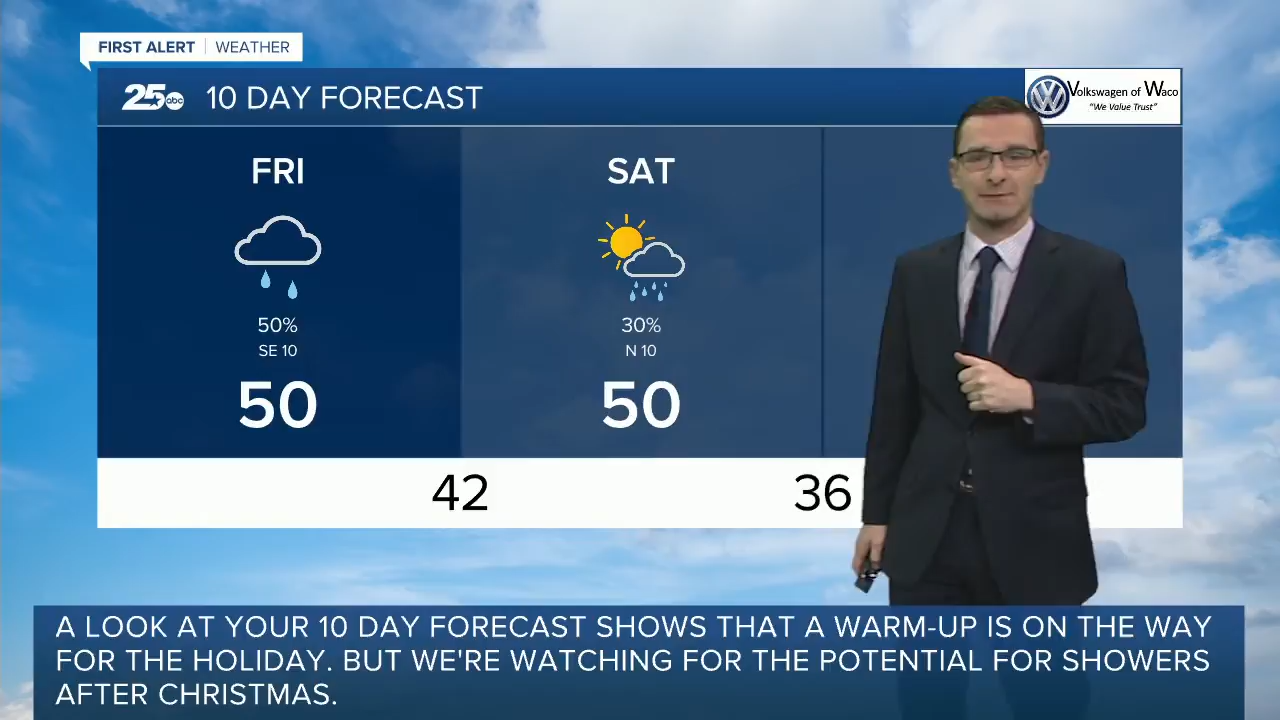 FIRST ALERT | WEATHER
25 abc 10 DAY FORECAST
Volkswagen of Waco
"We Value Trust"
FRI
SAT
50%
30%
SE 10
N 10
50
50
42
36
A LOOK AT YOUR 10 DAY FORECAST SHOWS THAT A WARM-UP IS ON THE WAY
FOR THE HOLIDAY. BUT WE'RE WATCHING FOR THE POTENTIAL FOR SHOWERS
AFTER CHRISTMAS.